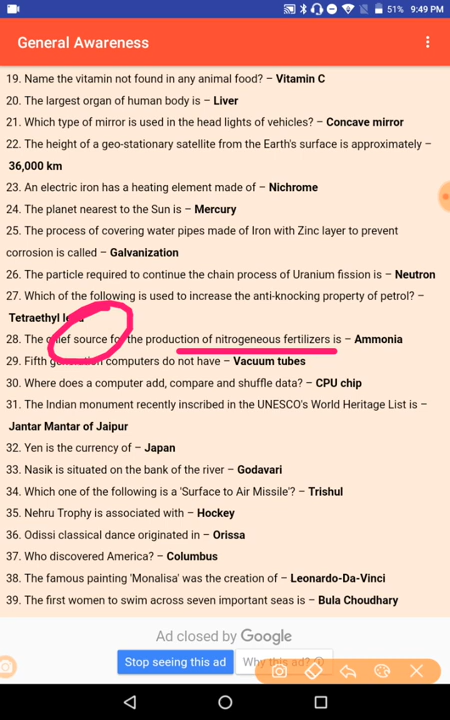 51% 9:49 PM
General Awareness
19. Name the vitamin not found in any animal food? – Vitamin C
20. The largest organ of human body is – Liver
21. Which type of mirror is used in the head lights of vehicles? – Concave mirror
22. The height of a geo-stationary satellite from the Earth's surface is approximately –
36,000 km
23. An electric iron has a heating element made of – Nichrome
24. The planet nearest to the Sun is – Mercury
25. The process of covering water pipes made of Iron with Zinc layer to prevent
corrosion is called – Galvanization
26. The particle required to continue the chain process of Uranium fission is – Neutron
27. Which of the following is used to increase the anti-knocking property of petrol? –
Tetraethyl lead
28. The chief source for the production of nitrogeneous fertilizers is – Ammonia
29. Fifth generation computers do not have – Vacuum tubes
30. Where does a computer add, compare and shuffle data? – CPU chip
31. The Indian monument recently inscribed in the UNESCO's World Heritage List is –
Jantar Mantar of Jaipur
32. Yen is the currency of – Japan
33. Nasik is situated on the bank of the river – Godavari
34. Which one of the following is a 'Surface to Air Missile'? – Trishul
35. Nehru Trophy is associated with – Hockey
36. Odissi classical dance originated in – Orissa
37. Who discovered America? – Columbus
38. The famous painting 'Monalisa' was the creation of – Leonardo-Da-Vinci
39. The first women to swim across seven important seas is – Bula Choudhary
Ad closed by Google
Stop seeing this ad Why this ad?